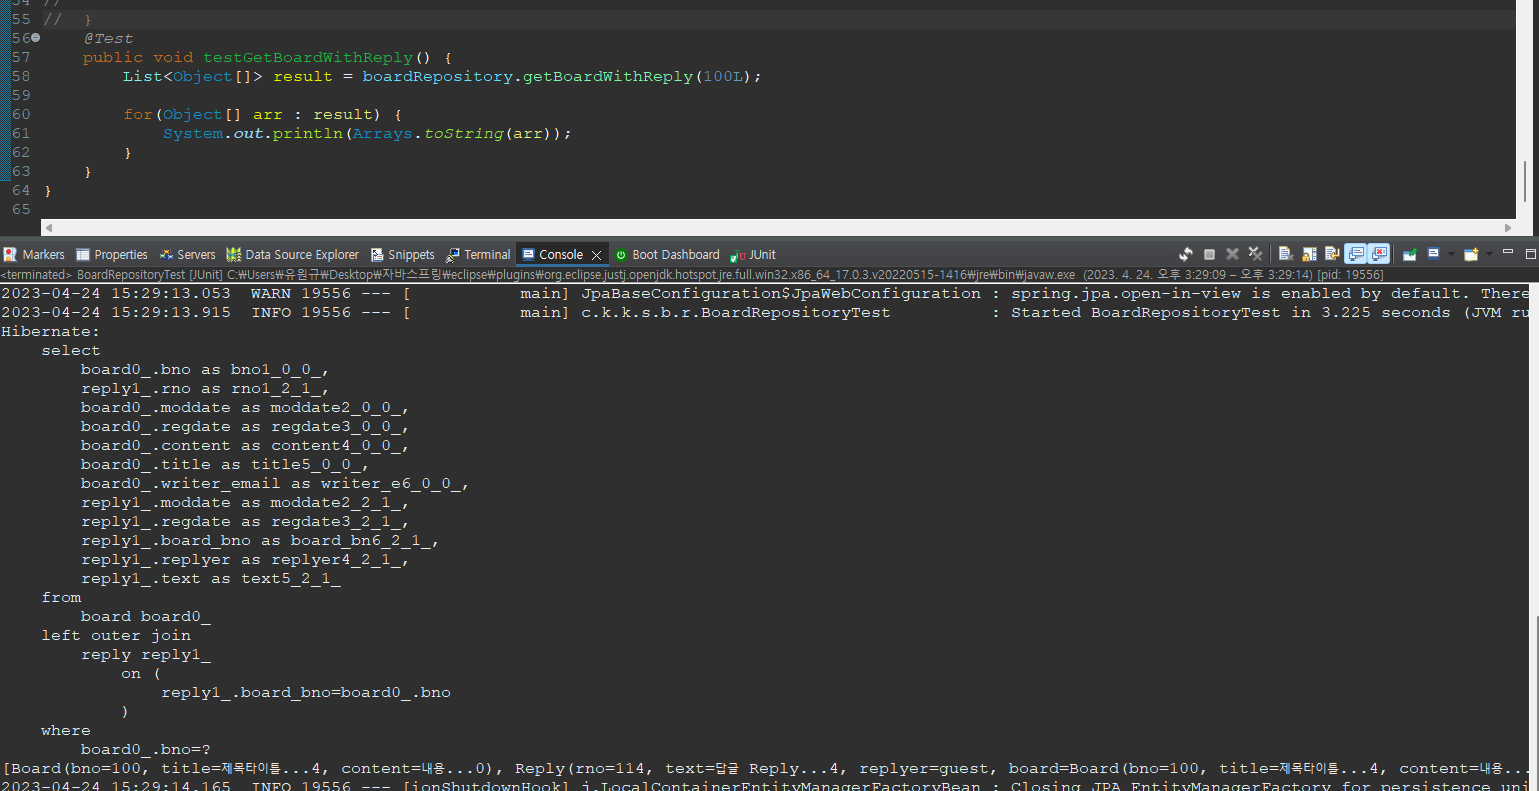 54 //
55 //  }
56 @Test
57 public void testGetBoardWithReply() {
58 List<Object[]> result = boardRepository.getBoardWithReply(100L);
59
60 for(Object[] arr : result) {
61 System.out.println(Arrays.toString(arr));
62 }
63 }
64 }
65
Markers Properties Servers Data Source Explorer Snippets Terminal Console Boot Dashboard JUnit
<terminated> BoardRepositoryTest [JUnit] C:₩Users₩유원규₩Desktop₩자바스프링₩eclipse₩plugins₩org.eclipse.justj.openjdk.hotspot.jre.full.win32.x86_64_17.0.3.v20220515-1416₩jre₩bin₩javaw.exe (2023. 4. 24. 오후 3:29:09 – 오후 3:29:14) [pid: 19556]
2023-04-24 15:29:13.053  WARN 19556 --- [           main] JpaBaseConfiguration$JpaWebConfiguration : spring.jpa.open-in-view is enabled by default. There
2023-04-24 15:29:13.915  INFO 19556 --- [           main] c.k.k.s.b.r.BoardRepositoryTest          : Started BoardRepositoryTest in 3.225 seconds (JVM ru
Hibernate:
select
board0_.bno as bno1_0_0_,
reply1_.rno as rno1_2_1_,
board0_.moddate as moddate2_0_0_,
board0_.regdate as regdate3_0_0_,
board0_.content as content4_0_0_,
board0_.title as title5_0_0_,
board0_.writer_email as writer_e6_0_0_,
reply1_.moddate as moddate2_2_1_,
reply1_.regdate as regdate3_2_1_,
reply1_.board_bno as board_bn6_2_1_,
reply1_.replyer as replyer4_2_1_,
reply1_.text as text5_2_1_
from
board board0_
left outer join
reply reply1_
on (
reply1_.board_bno=board0_.bno
)
where
board0_.bno=?
[Board(bno=100, title=제목타이틀...4, content=내용...0), Reply(rno=114, text=답글 Reply...4, replyer=guest, board=Board(bno=100, title=제목타이틀...4, content=내용...
2023-04-24 15:29:14.165  INFO 19556 --- [ionShutdownHook] j.LocalContainerEntityManagerFactoryBean : Closing JPA EntityManagerFactory for persistence uni